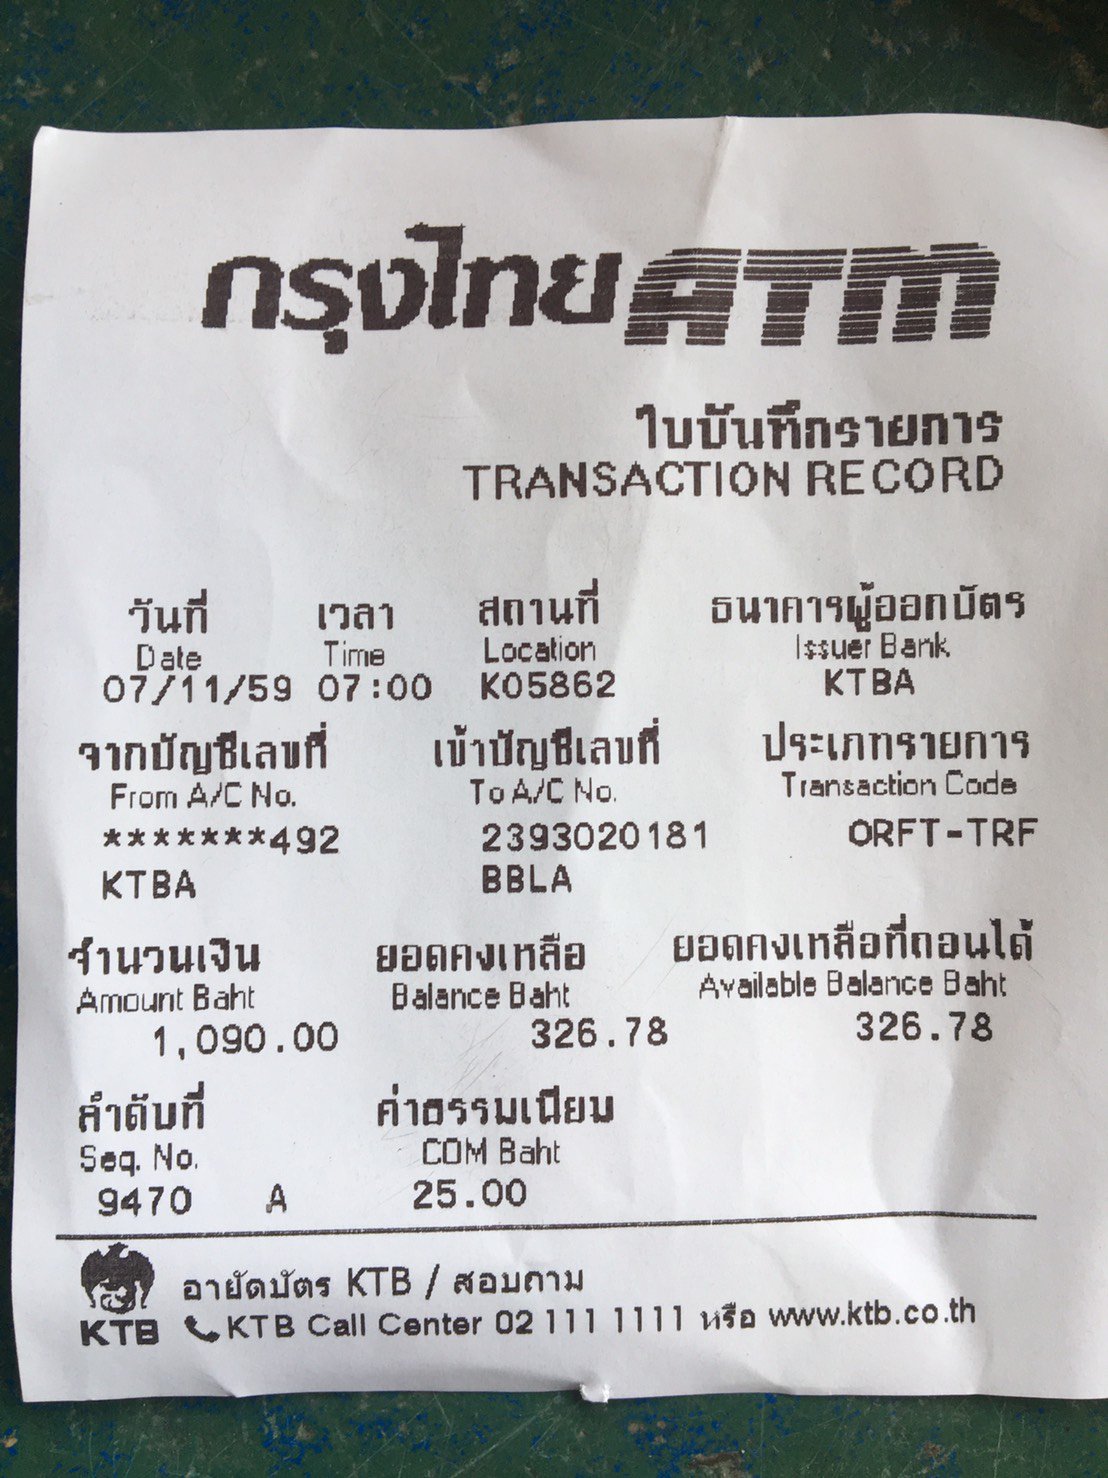 กรุงไทย ATM
ใบบันทึกรายการ
TRANSACTION RECORD
วันที่ เวลา สถานที่ ธนาคารผู้ออกบัตร
Date Time Location Issuer Bank
07/11/59 07:00 K05862 KTBA
จากบัญชีเลขที่ เข้าบัญชีเลขที่ ประเภทรายการ
From A/C No. To A/C No. Transaction Code
*******492 2393020181 ORFT-TRF
KTBA BBLA
จำนวนเงิน ยอดคงเหลือ ยอดคงเหลือที่ถอนได้
Amount Baht Balance Baht Available Balance Baht
1,090.00 326.78 326.78
ลำดับที่ ค่าธรรมเนียม
Seq. No. COM Baht
9470 A 25.00
อายัดบัตร KTB / สอบถาม
KTB KTB Call Center 02 111 1111 หรือ www.ktb.co.th